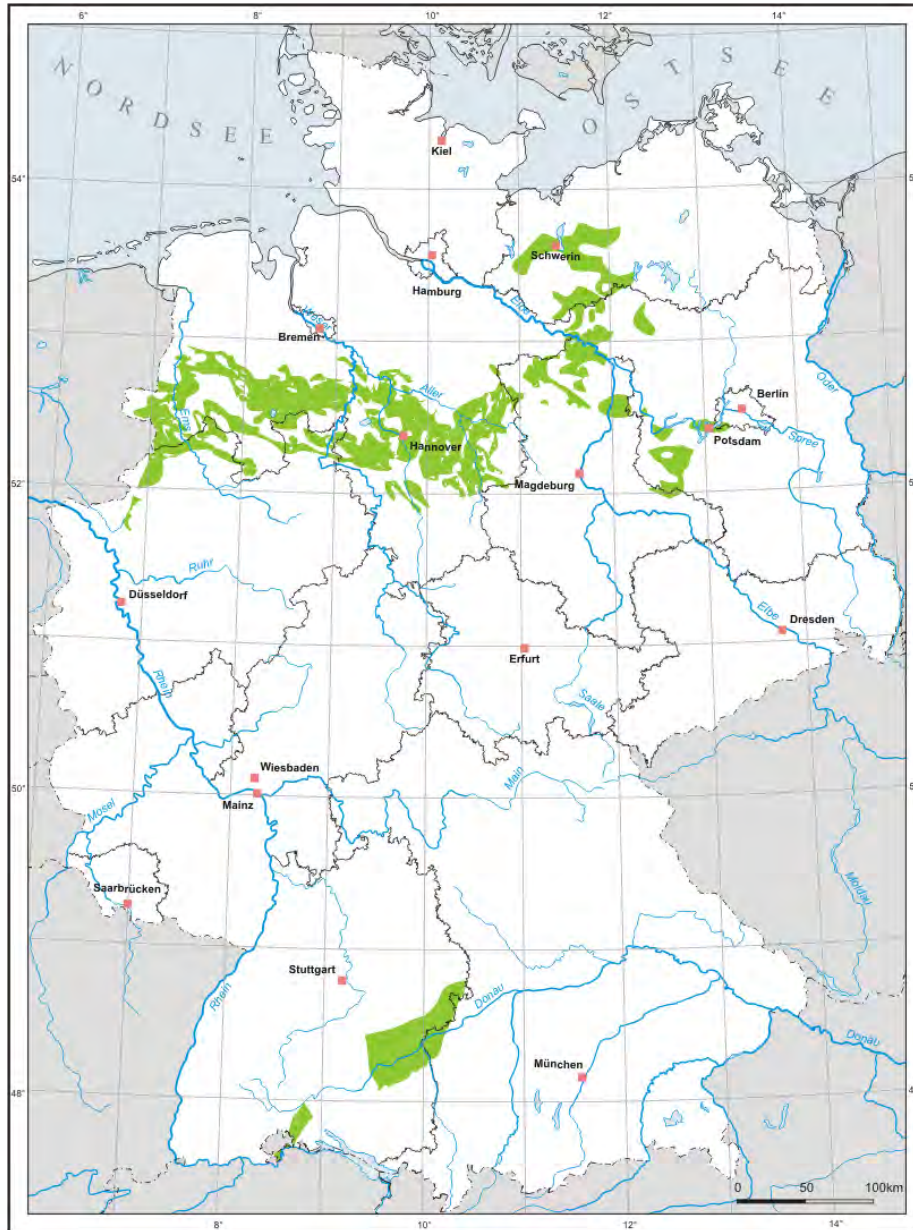 6°
8°
10°
12°
14°
NORDSEE
OSTSEE
Kiel
54°
Schwerin
Hamburg
Elbe
Weser
Bremen
Aller
Berlin
Oder
Ems
Hannover
Potsdam
Spree
Magdeburg
52°
Ruhr
Düsseldorf
Elbe
Dresden
Erfurt
Rhein
Saale
Wiesbaden
50°
Main
Mainz
Mosel
Moldau
Saarbrücken
Stuttgart
Rhein
Donau
Donau
München
48°
0 50 100km
8°
10°
12°
14°